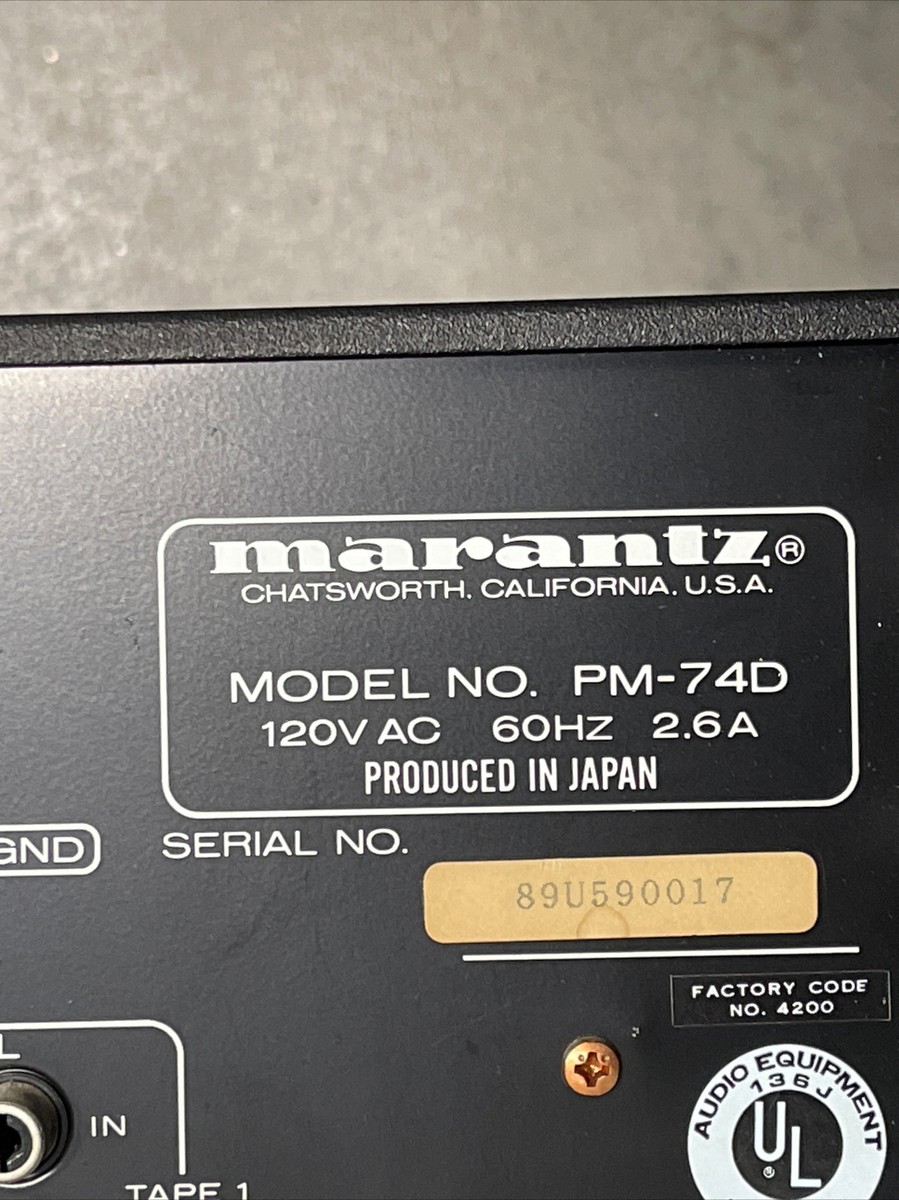 marantz®
CHATSWORTH, CALIFORNIA, U.S.A.
MODEL NO. PM-74D
120V AC 60HZ 2.6A
PRODUCED IN JAPAN
GND
SERIAL NO.
89U590017
FACTORY CODE
NO. 4200
L
IN
TAPE 1
AUDIO EQUIPMENT
136J
UL®